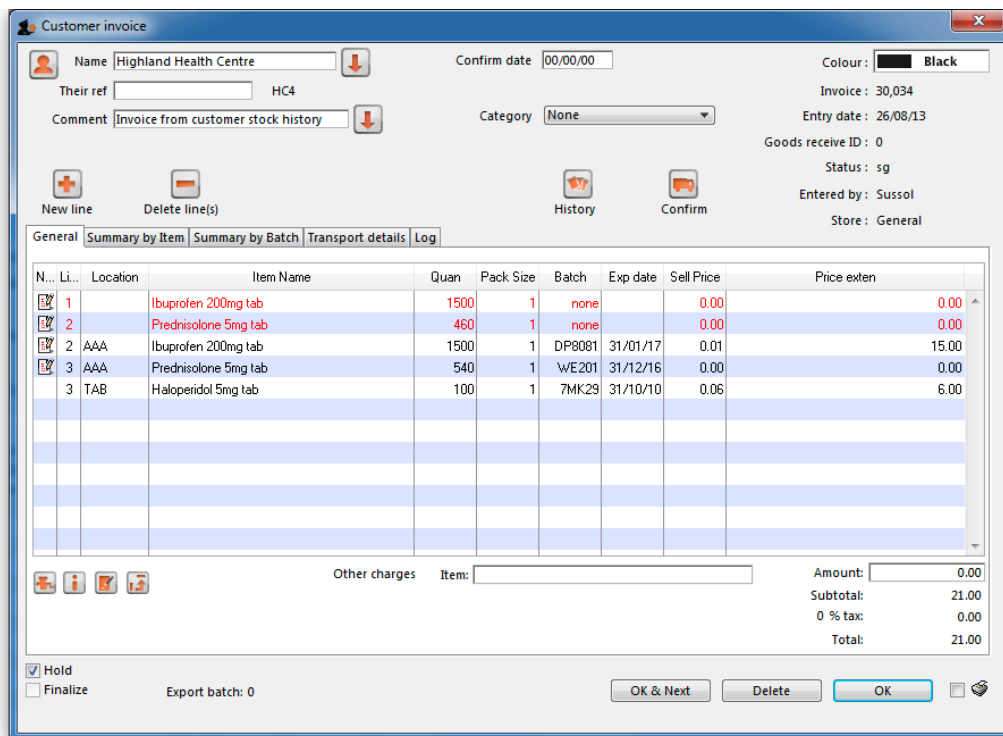 Customer invoice
Name Highland Health Centre Confirm date 00/00/00 Colour: Black
Their ref HC4 Invoice: 30,034
Comment Invoice from customer stock history Category None Entry date: 26/08/13
Goods receive ID: 0
Status: sg
Entered by: Sussol
New line Delete line(s) History Confirm
Store: General
General Summary by Item Summary by Batch Transport details Log
N... Li... Location Item Name Quan Pack Size Batch Exp date Sell Price Price exten
1 Ibuprofen 200mg tab 1500 1 none 0.00 0.00
2 Prednisolone 5mg tab 460 1 none 0.00 0.00
2 AAA Ibuprofen 200mg tab 1500 1 DP8081 31/01/17 0.01 15.00
3 AAA Prednisolone 5mg tab 540 1 WE201 31/12/16 0.00 0.00
3 TAB Haloperidol 5mg tab 100 1 7MK29 31/10/10 0.06 6.00
Other charges Item: Amount: 0.00
Subtotal: 21.00
0 % tax: 0.00
Total: 21.00
Hold
Finalize Export batch: 0 OK & Next Delete OK